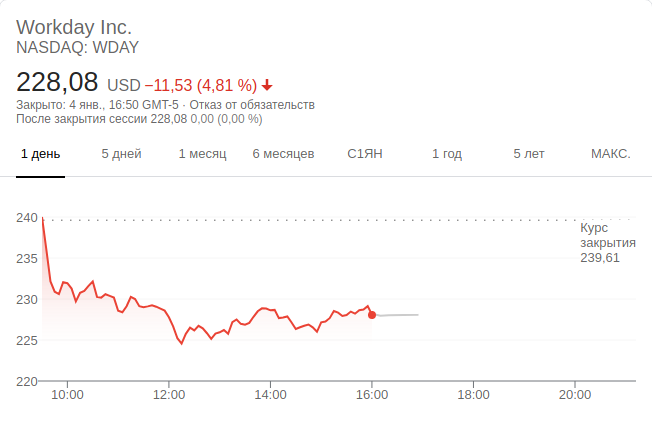 Workday Inc.
NASDAQ: WDAY
228,08 USD −11,53 (4,81 %)
Закрыто: 4 янв., 16:50 GMT-5 · Отказ от обязательств
После закрытия сессии 228,08 0,00 (0,00 %)
1 день 5 дней 1 месяц 6 месяцев С1ЯН 1 год 5 лет МАКС.
240
Курс
закрытия
239,61
235
230
225
220
10:00 12:00 14:00 16:00 18:00 20:00